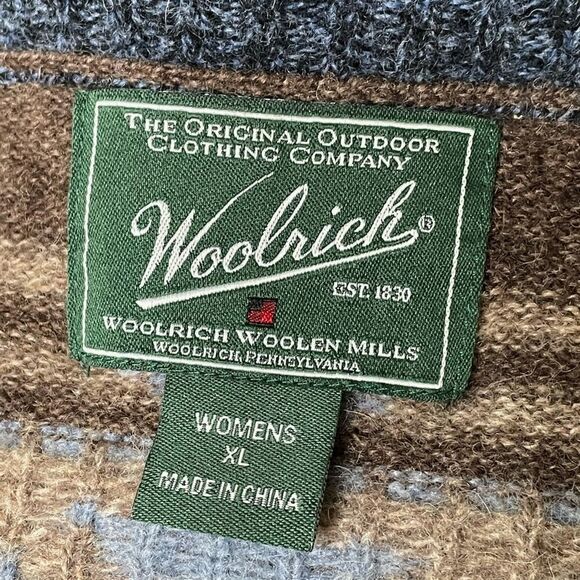 THE ORIGINAL OUTDOOR
CLOTHING COMPANY
Woolrich®
EST. 1830
WOOLRICH WOOLEN MILLS
WOOLRICH, PENNSYLVANIA
WOMENS
XL
MADE IN CHINA